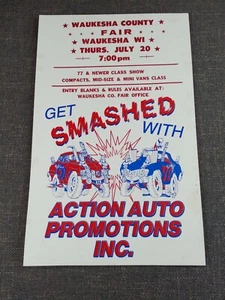 WAUKESHA COUNTY
FAIR
WAUKESHA WI
THURS. JULY 20
7:00 pm
77 & NEWER CLASS SHOW
COMPACTS, MID-SIZE & MINI VANS CLASS
ENTRY BLANKS & RULES AVAILABLE AT:
WAUKESHA CO. FAIR OFFICE
GET
SMASHED
WITH
ACTION AUTO
PROMOTIONS
INC.